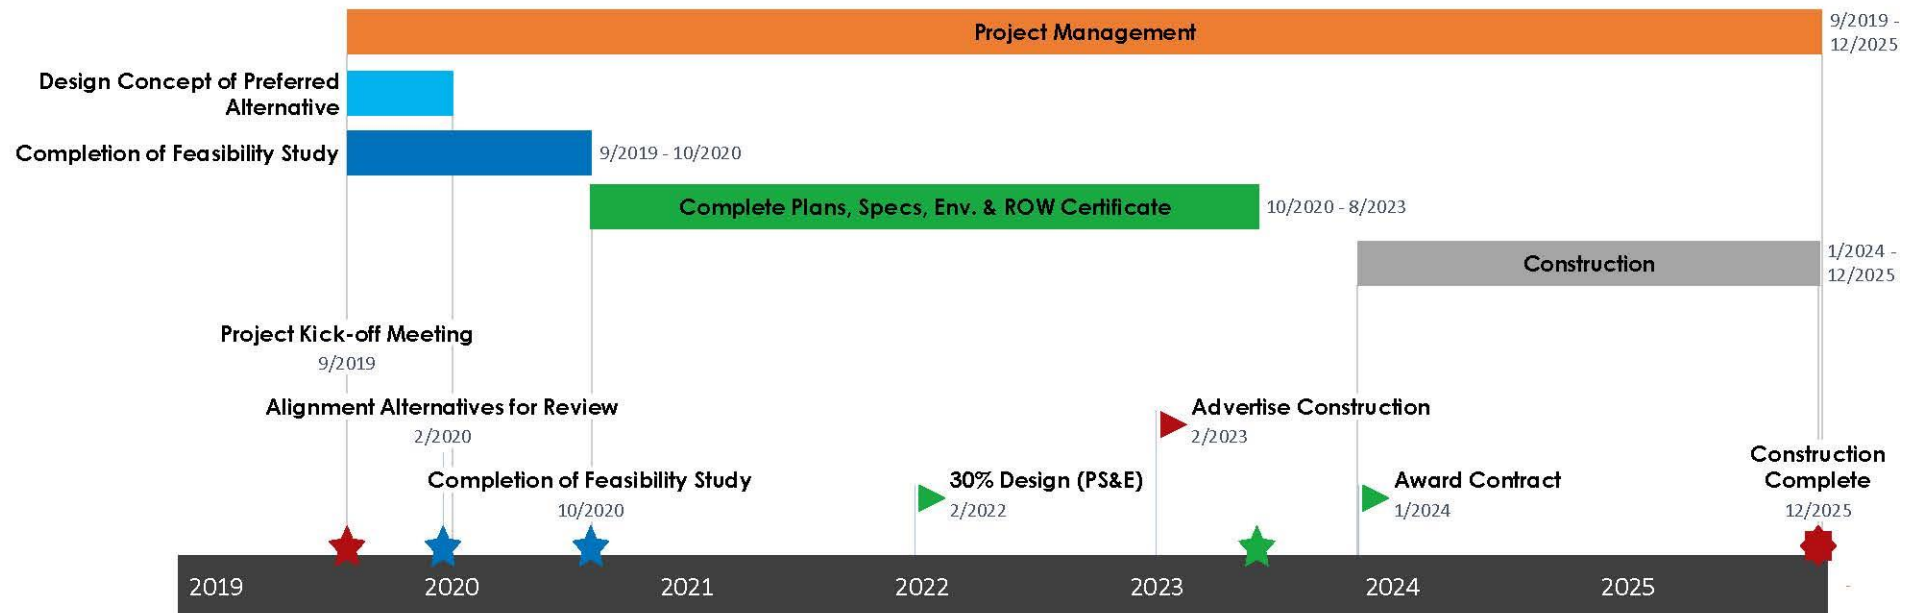 Project Management
9/2019 -
12/2025
Design Concept of Preferred
Alternative
Completion of Feasibility Study
9/2019 - 10/2020
Complete Plans, Specs, Env. & ROW Certificate
10/2020 - 8/2023
Construction
1/2024 -
12/2025
Project Kick-off Meeting
9/2019
Alignment Alternatives for Review
2/2020
Advertise Construction
2/2023
Completion of Feasibility Study
10/2020
30% Design (PS&E)
2/2022
Award Contract
1/2024
Construction
Complete
12/2025
2019 2020 2021 2022 2023 2024 2025